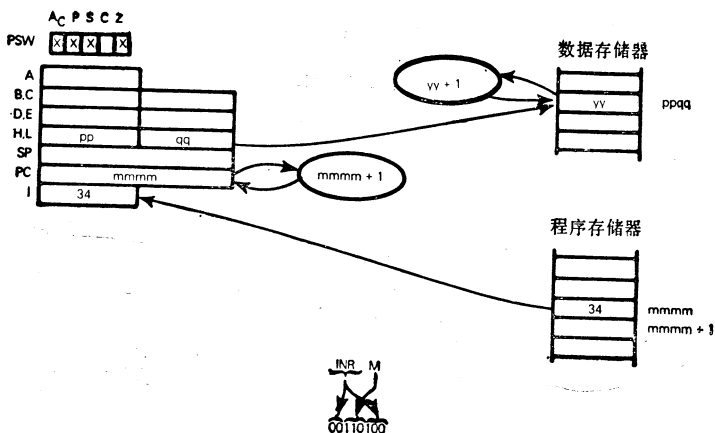 Ac P S C Z
PSW X X X X
A
B,C
D,E
H,L pp qq
SP
PC mmmm
I 34
mmmm + 1
yy + 1
数据存储器
yy ppqq
程序存储器
34 mmmm
mmmm +
INR M
00110100